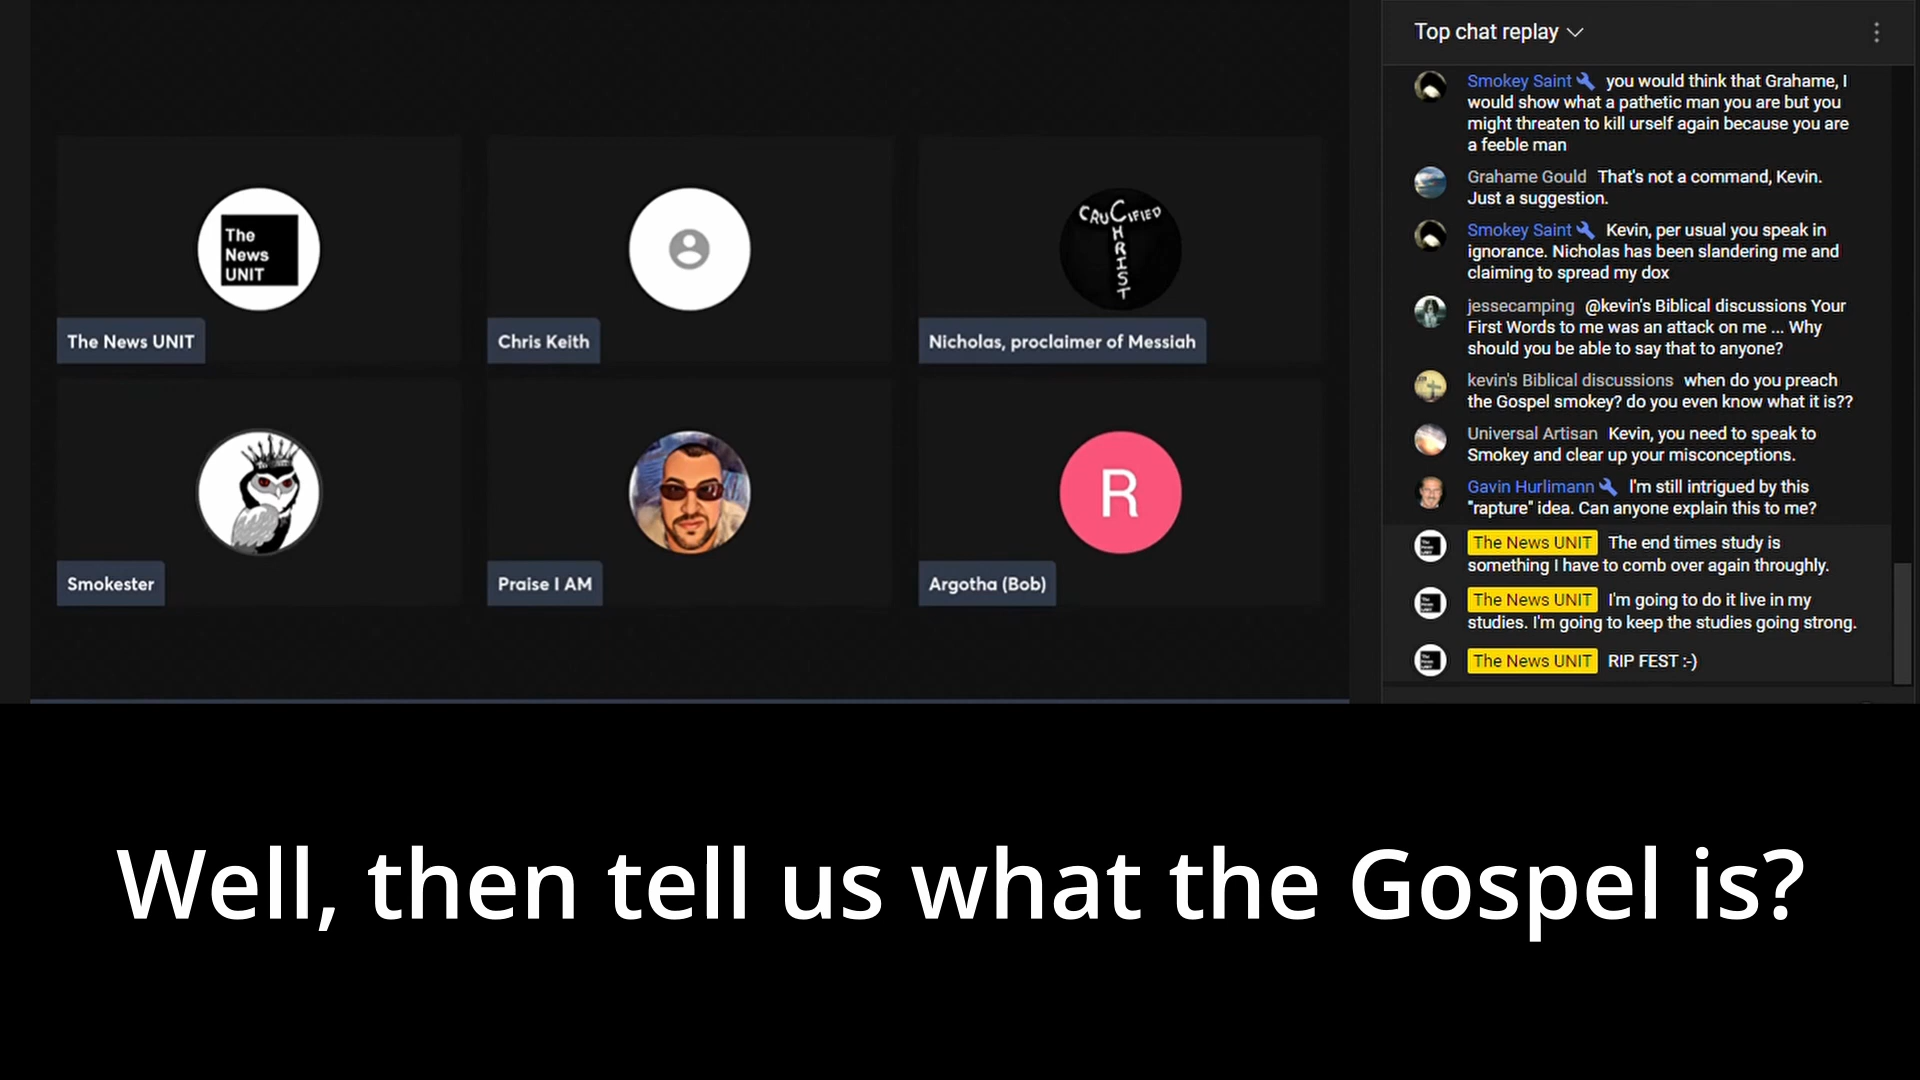 The
News
UNIT
The News UNIT
Chris Keith
CRUCIFIED
CHRIST
Nicholas, proclaimer of Messiah
Smokester
Praise I AM
R
Argotha (Bob)
Top chat replay
Smokey Saint you would think that Grahame, I
would show what a pathetic man you are but you
might threaten to kill urself again because you are
a feeble man
Grahame Gould That's not a command, Kevin.
Just a suggestion.
Smokey Saint Kevin, per usual you speak in
ignorance. Nicholas has been slandering me and
claiming to spread my dox
jessecamping @kevin's Biblical discussions Your
First Words to me was an attack on me ... Why
should you be able to say that to anyone?
kevin's Biblical discussions when do you preach
the Gospel smokey? do you even know what it is??
Universal Artisan Kevin, you need to speak to
Smokey and clear up your misconceptions.
Gavin Hurlimann I'm still intrigued by this
"rapture" idea. Can anyone explain this to me?
The News UNIT The end times study is
something I have to comb over again throughly.
The News UNIT I'm going to do it live in my
studies. I'm going to keep the studies going strong.
The News UNIT RIP FEST :-)
Well, then tell us what the Gospel is?